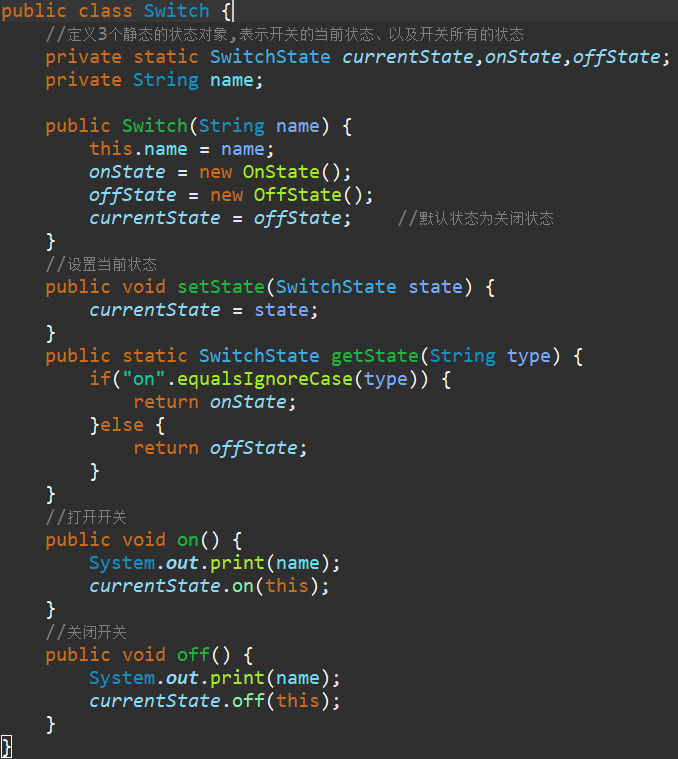 public class Switch {
    //定义3个静态的状态对象,表示开关的当前状态、以及开关所有的状态
    private static SwitchState currentState,onState,offState;
    private String name;

    public Switch(String name) {
        this.name = name;
        onState = new OnState();
        offState = new OffState();
        currentState = offState;    //默认状态为关闭状态
    }
    //设置当前状态
    public void setState(SwitchState state) {
        currentState = state;
    }
    public static SwitchState getState(String type) {
        if("on".equalsIgnoreCase(type)) {
            return onState;
        }else {
            return offState;
        }
    }
    //打开开关
    public void on() {
        System.out.print(name);
        currentState.on(this);
    }
    //关闭开关
    public void off() {
        System.out.print(name);
        currentState.off(this);
    }
}